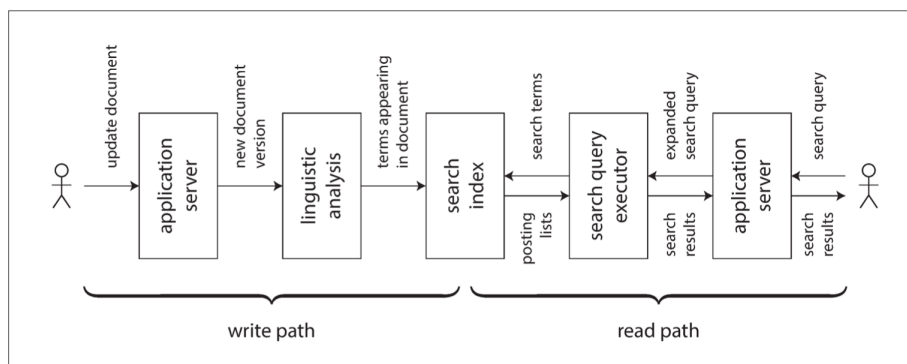 update document
application
server
new document
version
linguistic
analysis
terms appearing
in document
search
index
search terms
posting
lists
search query
executor
expanded
search query
search
results
application
server
search query
search
results
write path
read path